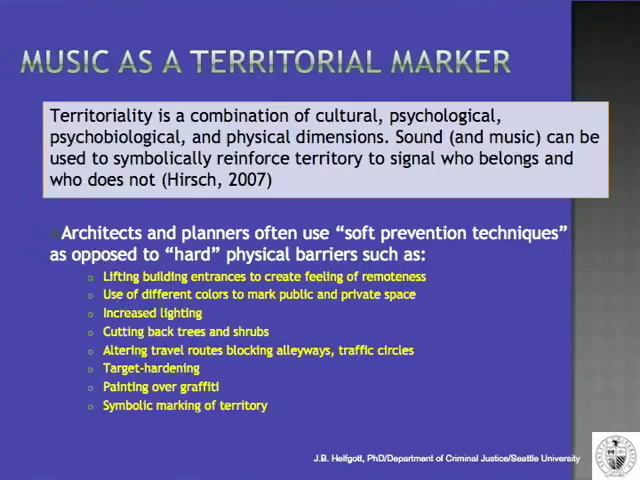 MUSIC AS A TERRITORIAL MARKER
Territoriality is a combination of cultural, psychological,
psychobiological, and physical dimensions. Sound (and music) can be
used to symbolically reinforce territory to signal who belongs and
who does not (Hirsch, 2007)
Architects and planners often use “soft prevention techniques”
as opposed to “hard” physical barriers such as:
Lifting building entrances to create feeling of remoteness
Use of different colors to mark public and private space
Increased lighting
Cutting back trees and shrubs
Altering travel routes blocking alleyways, traffic circles
Target-hardening
Painting over graffiti
Symbolic marking of territory
J.B. Helfgott, PhD/Department of Criminal Justice/Seattle University